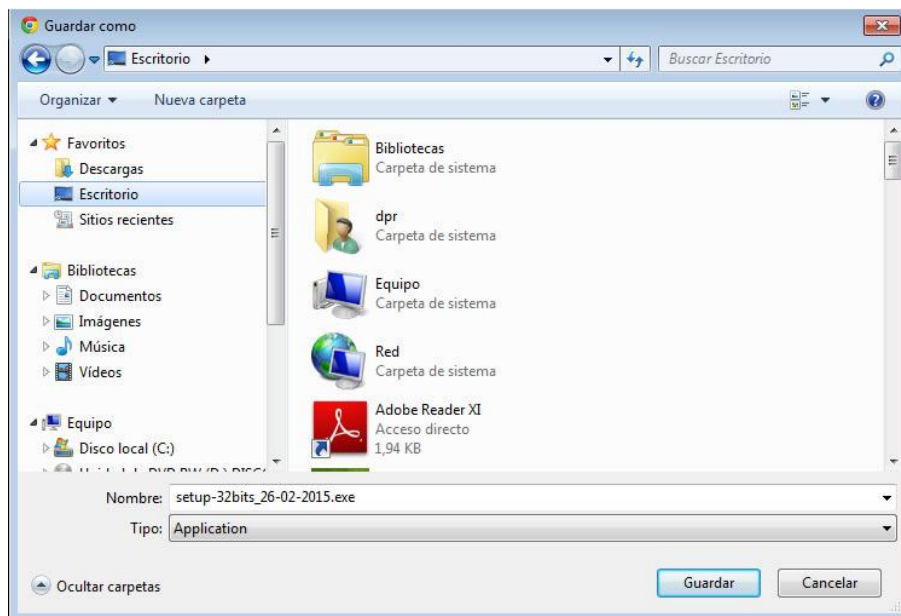 Guardar como
Escritorio
Buscar Escritorio
Organizar
Nueva carpeta
Favoritos
Descargas
Escritorio
Sitios recientes
Bibliotecas
Documentos
Imágenes
Música
Vídeos
Equipo
Disco local (C:)
Bibliotecas
Carpeta de sistema
dpr
Carpeta de sistema
Equipo
Carpeta de sistema
Red
Carpeta de sistema
Adobe Reader XI
Acceso directo
1,94 KB
Nombre: setup-32bits_26-02-2015.exe
Tipo: Application
Ocultar carpetas
Guardar
Cancelar